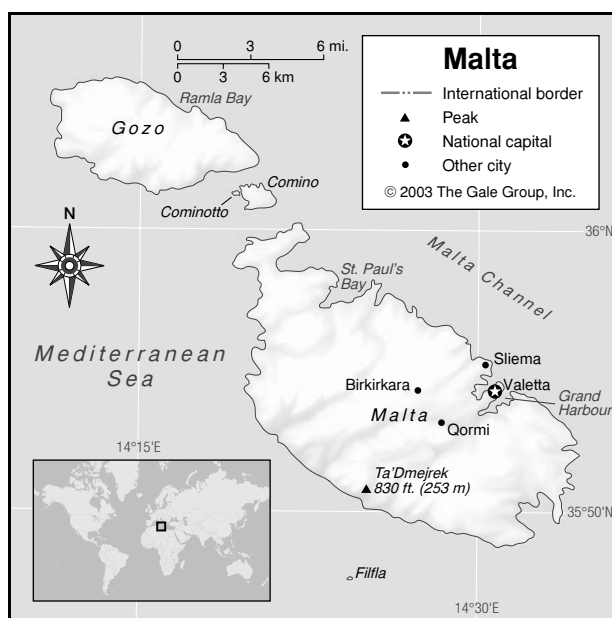 0 3 6 mi.
0 3 6 km
Malta
International border
Peak
National capital
Other city
© 2003 The Gale Group, Inc.
Ramla Bay
Gozo
Comino
Cominotto
N
36°N
St. Paul's
Bay
Malta Channel
Mediterranean
Sea
Sliema
Birkirkara
Valetta
Grand
Harbour
Malta
Qormi
14°15'E
Ta'Dmejrek
830 ft. (253 m)
35°50'N
Filfla
14°30'E